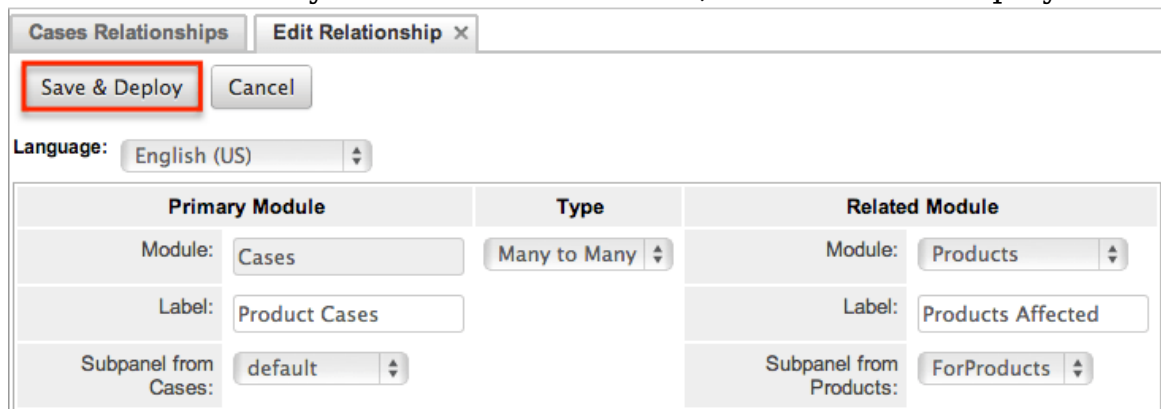 Cases Relationships Edit Relationship ×
Save & Deploy Cancel
Language: English (US)
Primary Module Type Related Module
Module: Cases Many to Many Module: Products
Label: Product Cases Label: Products Affected
Subpanel from Cases: default Subpanel from Products: ForProducts